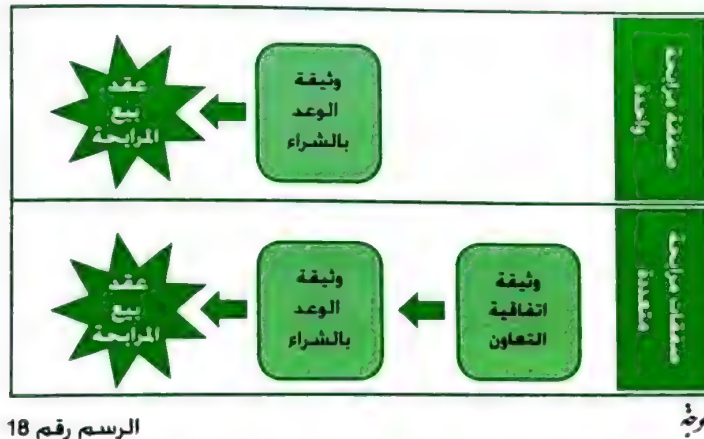 صفقة مرابحة
واحدة
وثيقة
الوعد
بالشراء
عقد
بيع
المرابحة
صفقات مرابحة
متعددة
وثيقة
اتفاقية
التعاون
وثيقة
الوعد
بالشراء
عقد
بيع
المرابحة
الرسم رقم 18